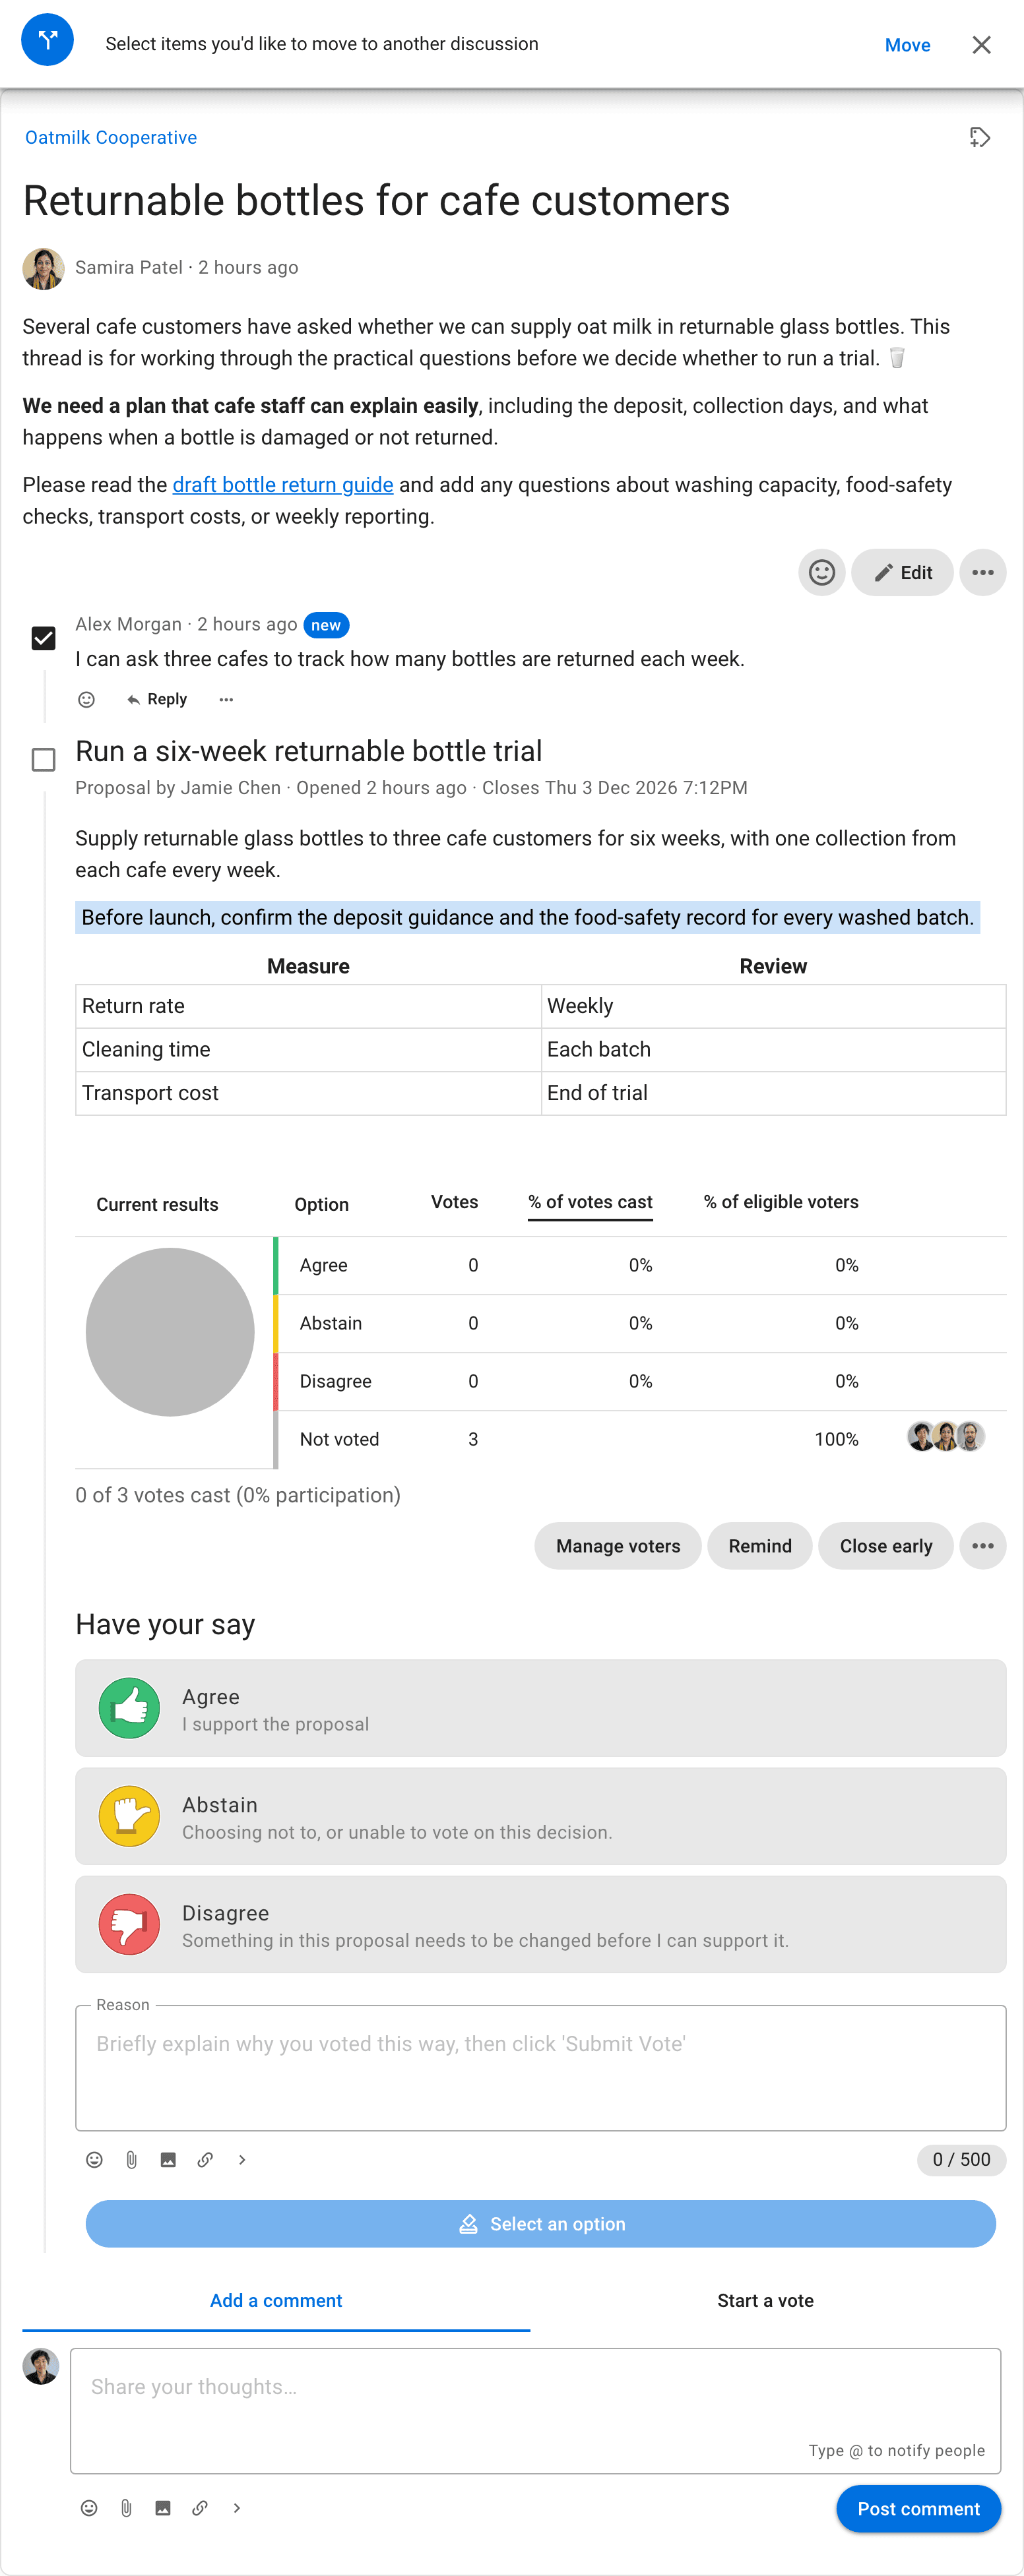 Select items you'd like to move to another discussion
Move
Oatmilk Cooperative
Returnable bottles for cafe customers
Samira Patel · 2 hours ago
Several cafe customers have asked whether we can supply oat milk in returnable glass bottles. This
thread is for working through the practical questions before we decide whether to run a trial. 🥛
We need a plan that cafe staff can explain easily, including the deposit, collection days, and what
happens when a bottle is damaged or not returned.
Please read the draft bottle return guide and add any questions about washing capacity, food-safety
checks, transport costs, or weekly reporting.
Edit
Alex Morgan · 2 hours ago new
I can ask three cafes to track how many bottles are returned each week.
Reply
Run a six-week returnable bottle trial
Proposal by Jamie Chen · Opened 2 hours ago · Closes Thu 3 Dec 2026 7:12PM
Supply returnable glass bottles to three cafe customers for six weeks, with one collection from
each cafe every week.
Before launch, confirm the deposit guidance and the food-safety record for every washed batch.
Measure Review
Return rate Weekly
Cleaning time Each batch
Transport cost End of trial
Current results Option Votes % of votes cast % of eligible voters
Agree 0 0% 0%
Abstain 0 0% 0%
Disagree 0 0% 0%
Not voted 3 100%
0 of 3 votes cast (0% participation)
Manage voters Remind Close early
Have your say
Agree
I support the proposal
Abstain
Choosing not to, or unable to vote on this decision.
Disagree
Something in this proposal needs to be changed before I can support it.
Reason
Briefly explain why you voted this way, then click 'Submit Vote'
0 / 500
Select an option
Add a comment Start a vote
Share your thoughts...
Type @ to notify people
Post comment